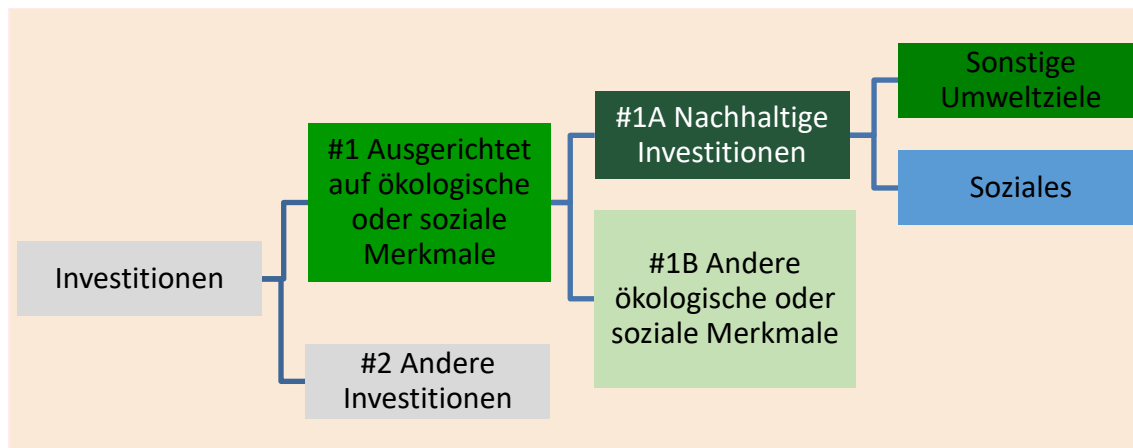 Investitionen
#1 Ausgerichtet
auf ökologische
oder soziale
Merkmale
#2 Andere
Investitionen
#1A Nachhaltige
Investitionen
#1B Andere
ökologische oder
soziale Merkmale
Sonstige
Umweltziele
Soziales